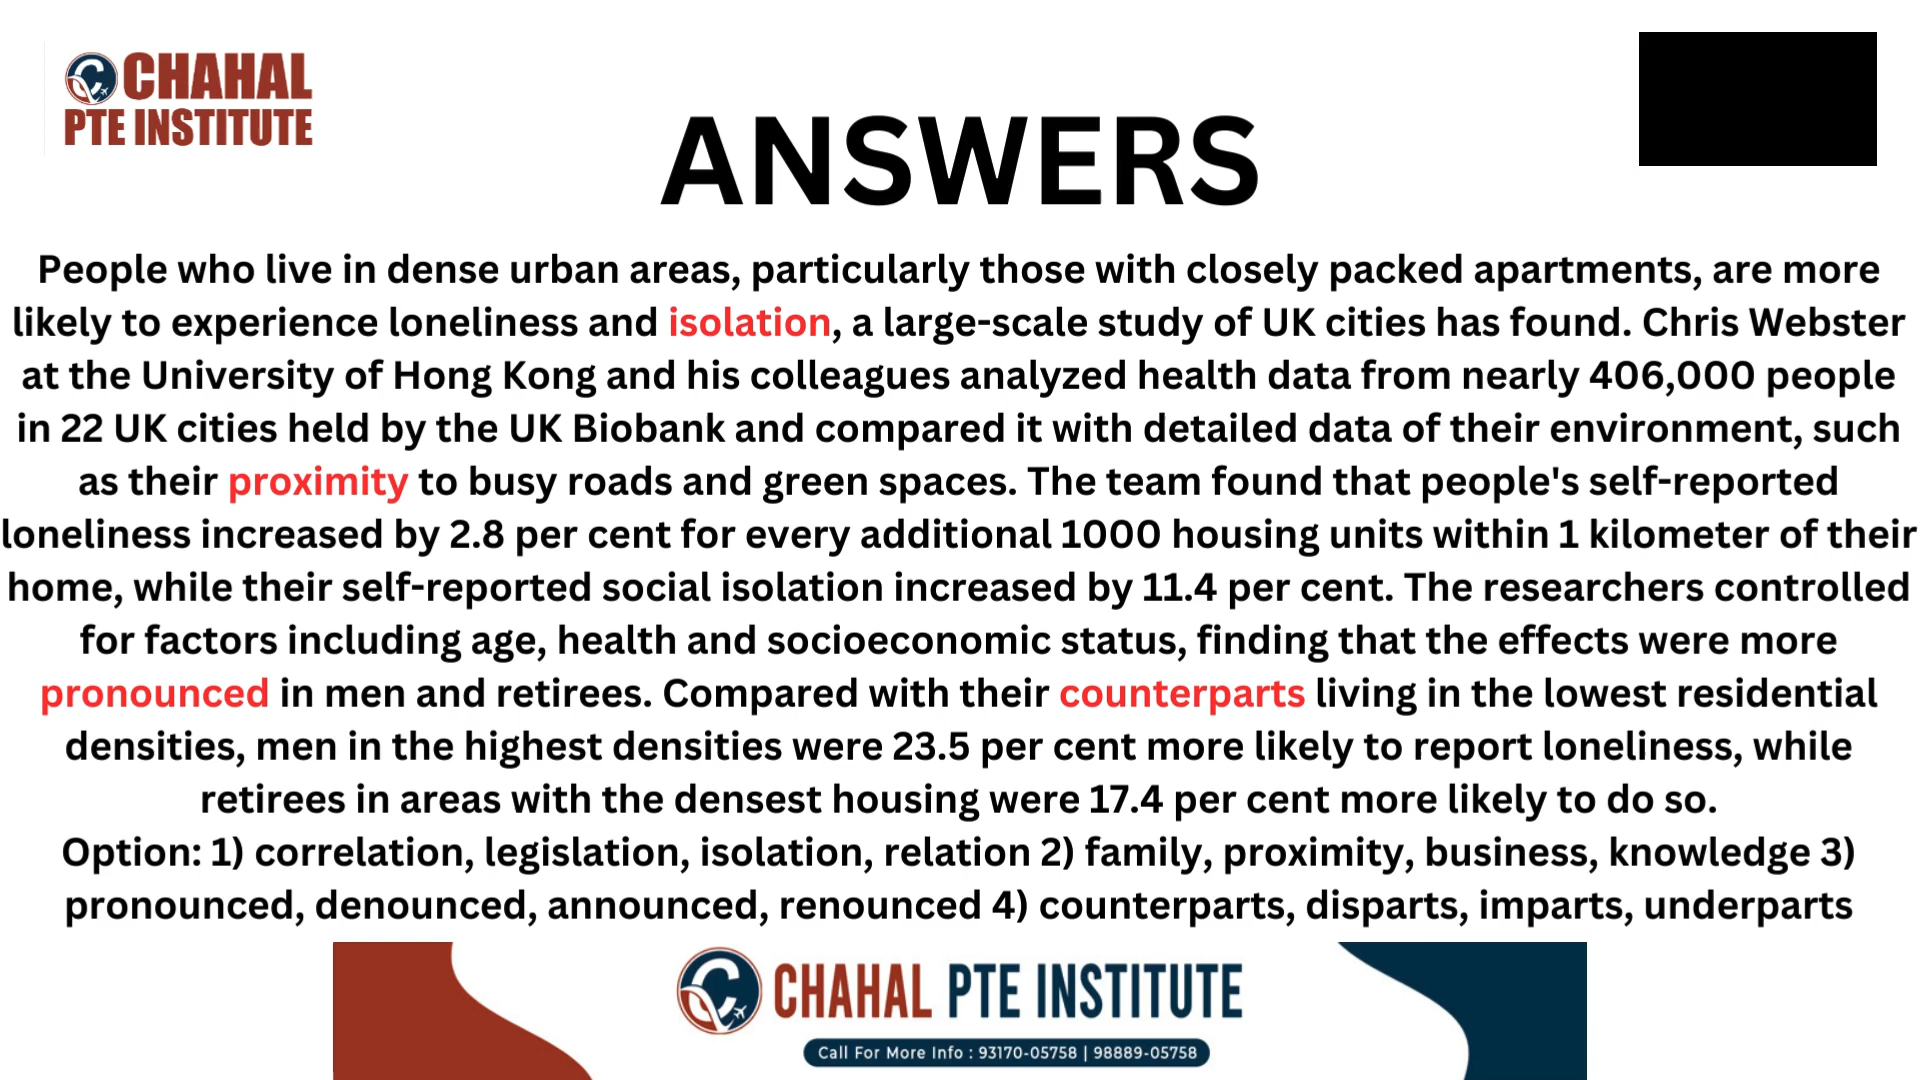 CHAHAL
PTE INSTITUTE
ANSWERS
People who live in dense urban areas, particularly those with closely packed apartments, are more
likely to experience loneliness and isolation, a large-scale study of UK cities has found. Chris Webster
at the University of Hong Kong and his colleagues analyzed health data from nearly 406,000 people
in 22 UK cities held by the UK Biobank and compared it with detailed data of their environment, such
as their proximity to busy roads and green spaces. The team found that people's self-reported
loneliness increased by 2.8 per cent for every additional 1000 housing units within 1 kilometer of their
home, while their self-reported social isolation increased by 11.4 per cent. The researchers controlled
for factors including age, health and socioeconomic status, finding that the effects were more
pronounced in men and retirees. Compared with their counterparts living in the lowest residential
densities, men in the highest densities were 23.5 per cent more likely to report loneliness, while
retirees in areas with the densest housing were 17.4 per cent more likely to do so.
Option: 1) correlation, legislation, isolation, relation 2) family, proximity, business, knowledge 3)
pronounced, denounced, announced, renounced 4) counterparts, disparts, imparts, underparts
CHAHAL PTE INSTITUTE
Call For More Info : 93170-05758 | 98889-05758